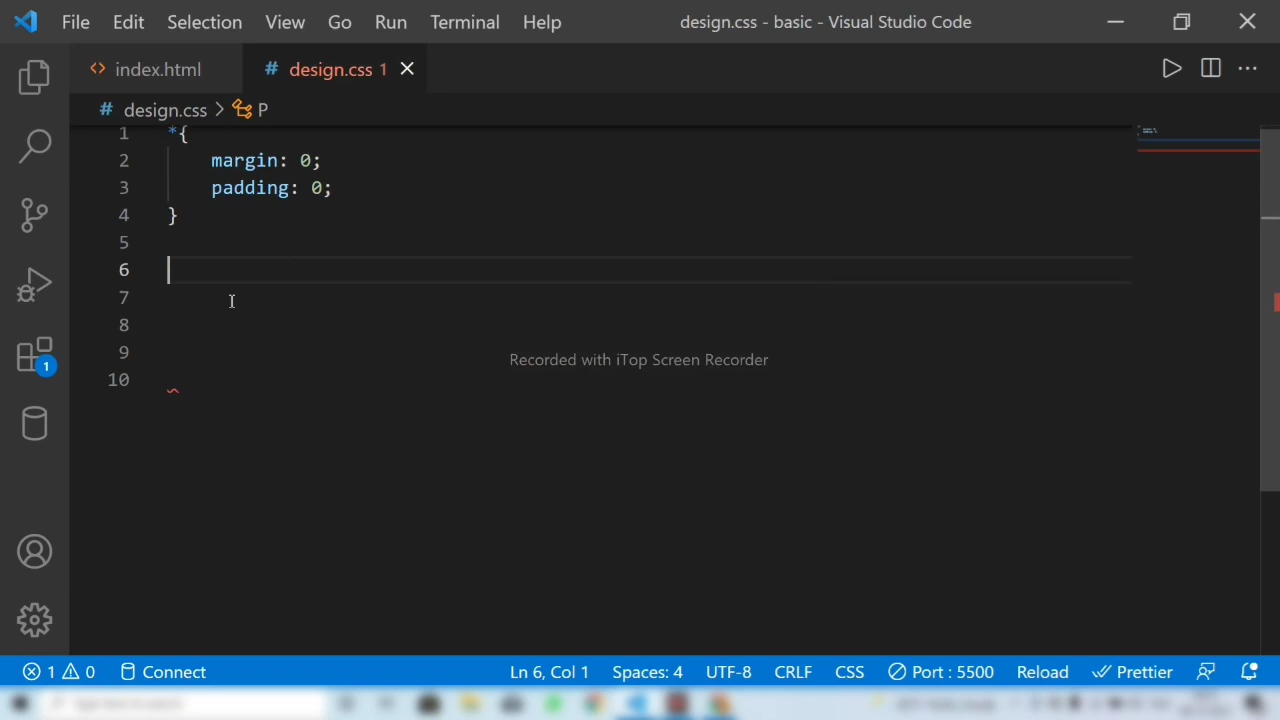 File Edit Selection View Go Run Terminal Help design.css - basic - Visual Studio Code
index.html # design.css 1
# design.css > P
1 *{
2 margin: 0;
3 padding: 0;
4 }
5
6
7
8
9
10
Recorded with iTop Screen Recorder
1
1 0 Connect Ln 6, Col 1 Spaces: 4 UTF-8 CRLF CSS Port : 5500 Reload Prettier